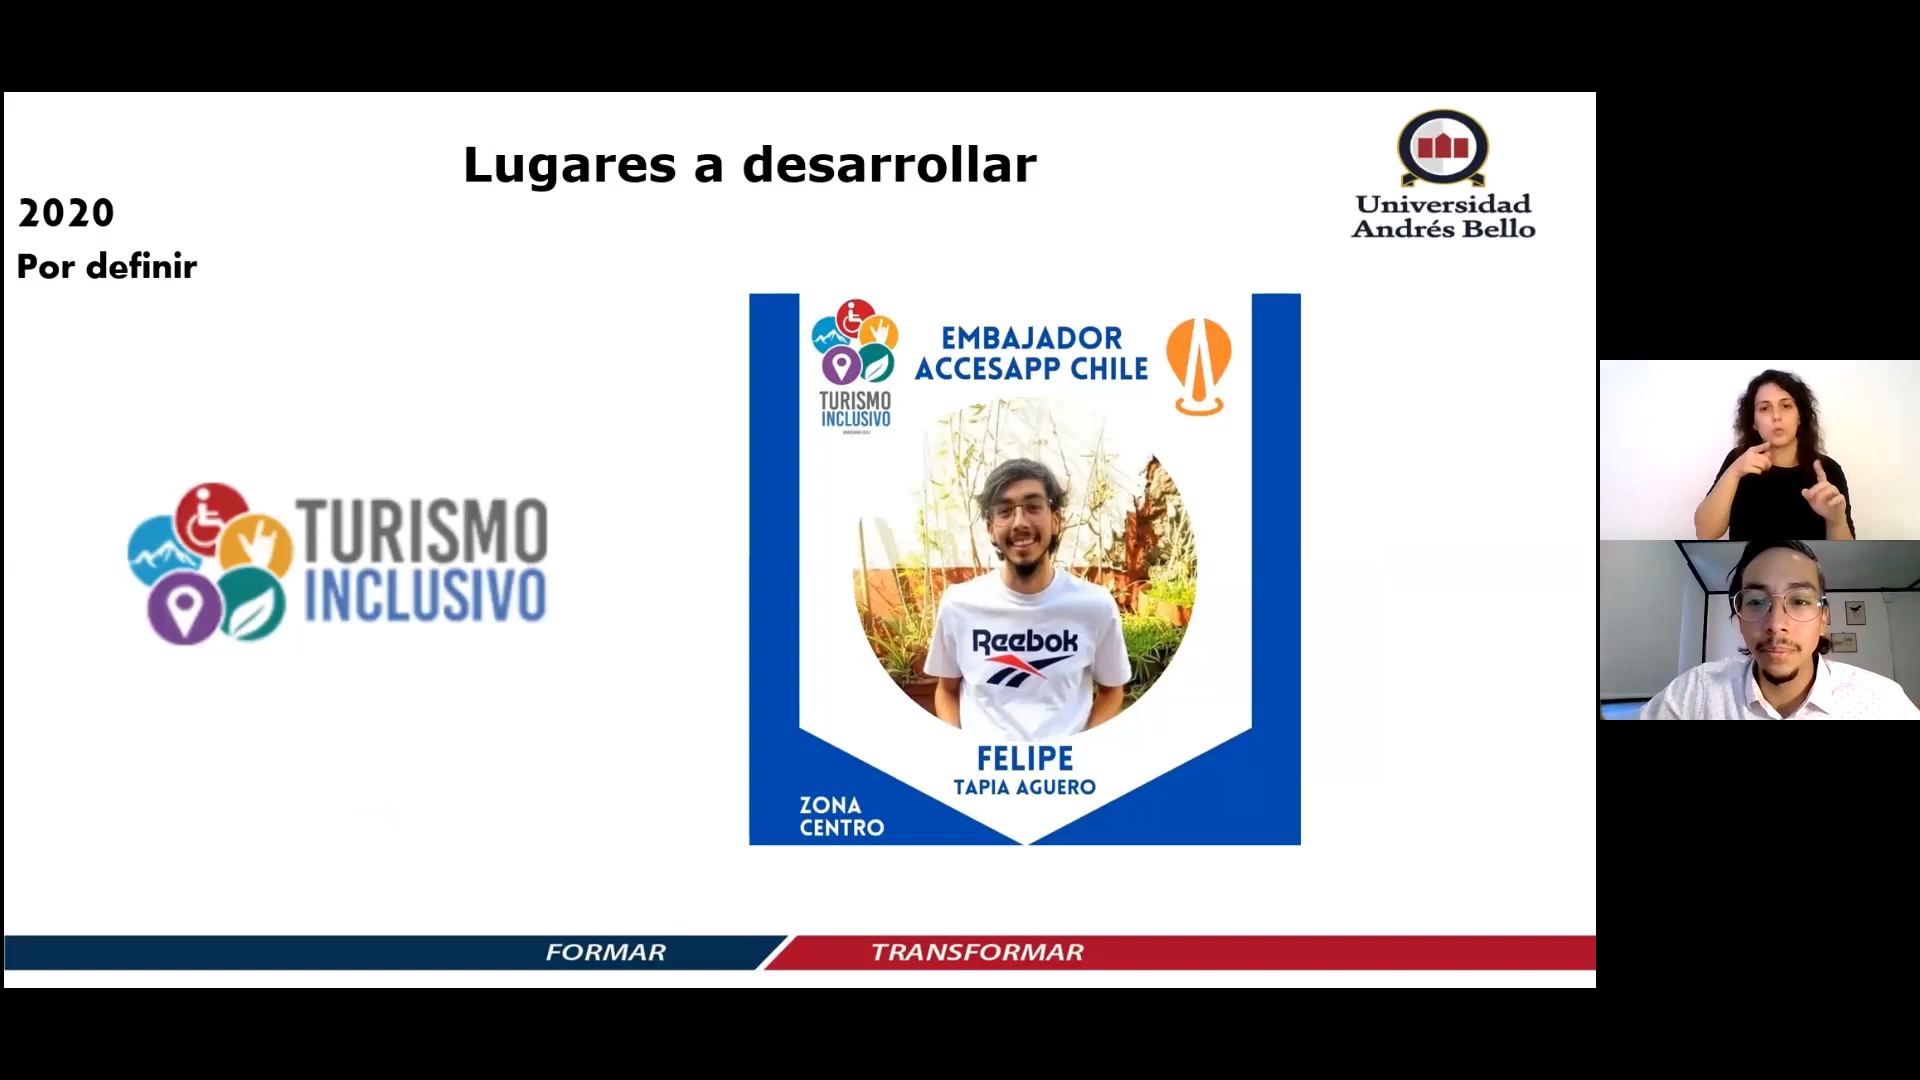 Lugares a desarrollar
2020
Por definir
Universidad
Andrés Bello
TURISMO
INCLUSIVO
EMBAJADOR
ACCESAPP CHILE
TURISMO
INCLUSIVO
Reebok
FELIPE
TAPIA AGUERO
ZONA
CENTRO
FORMAR
TRANSFORMAR